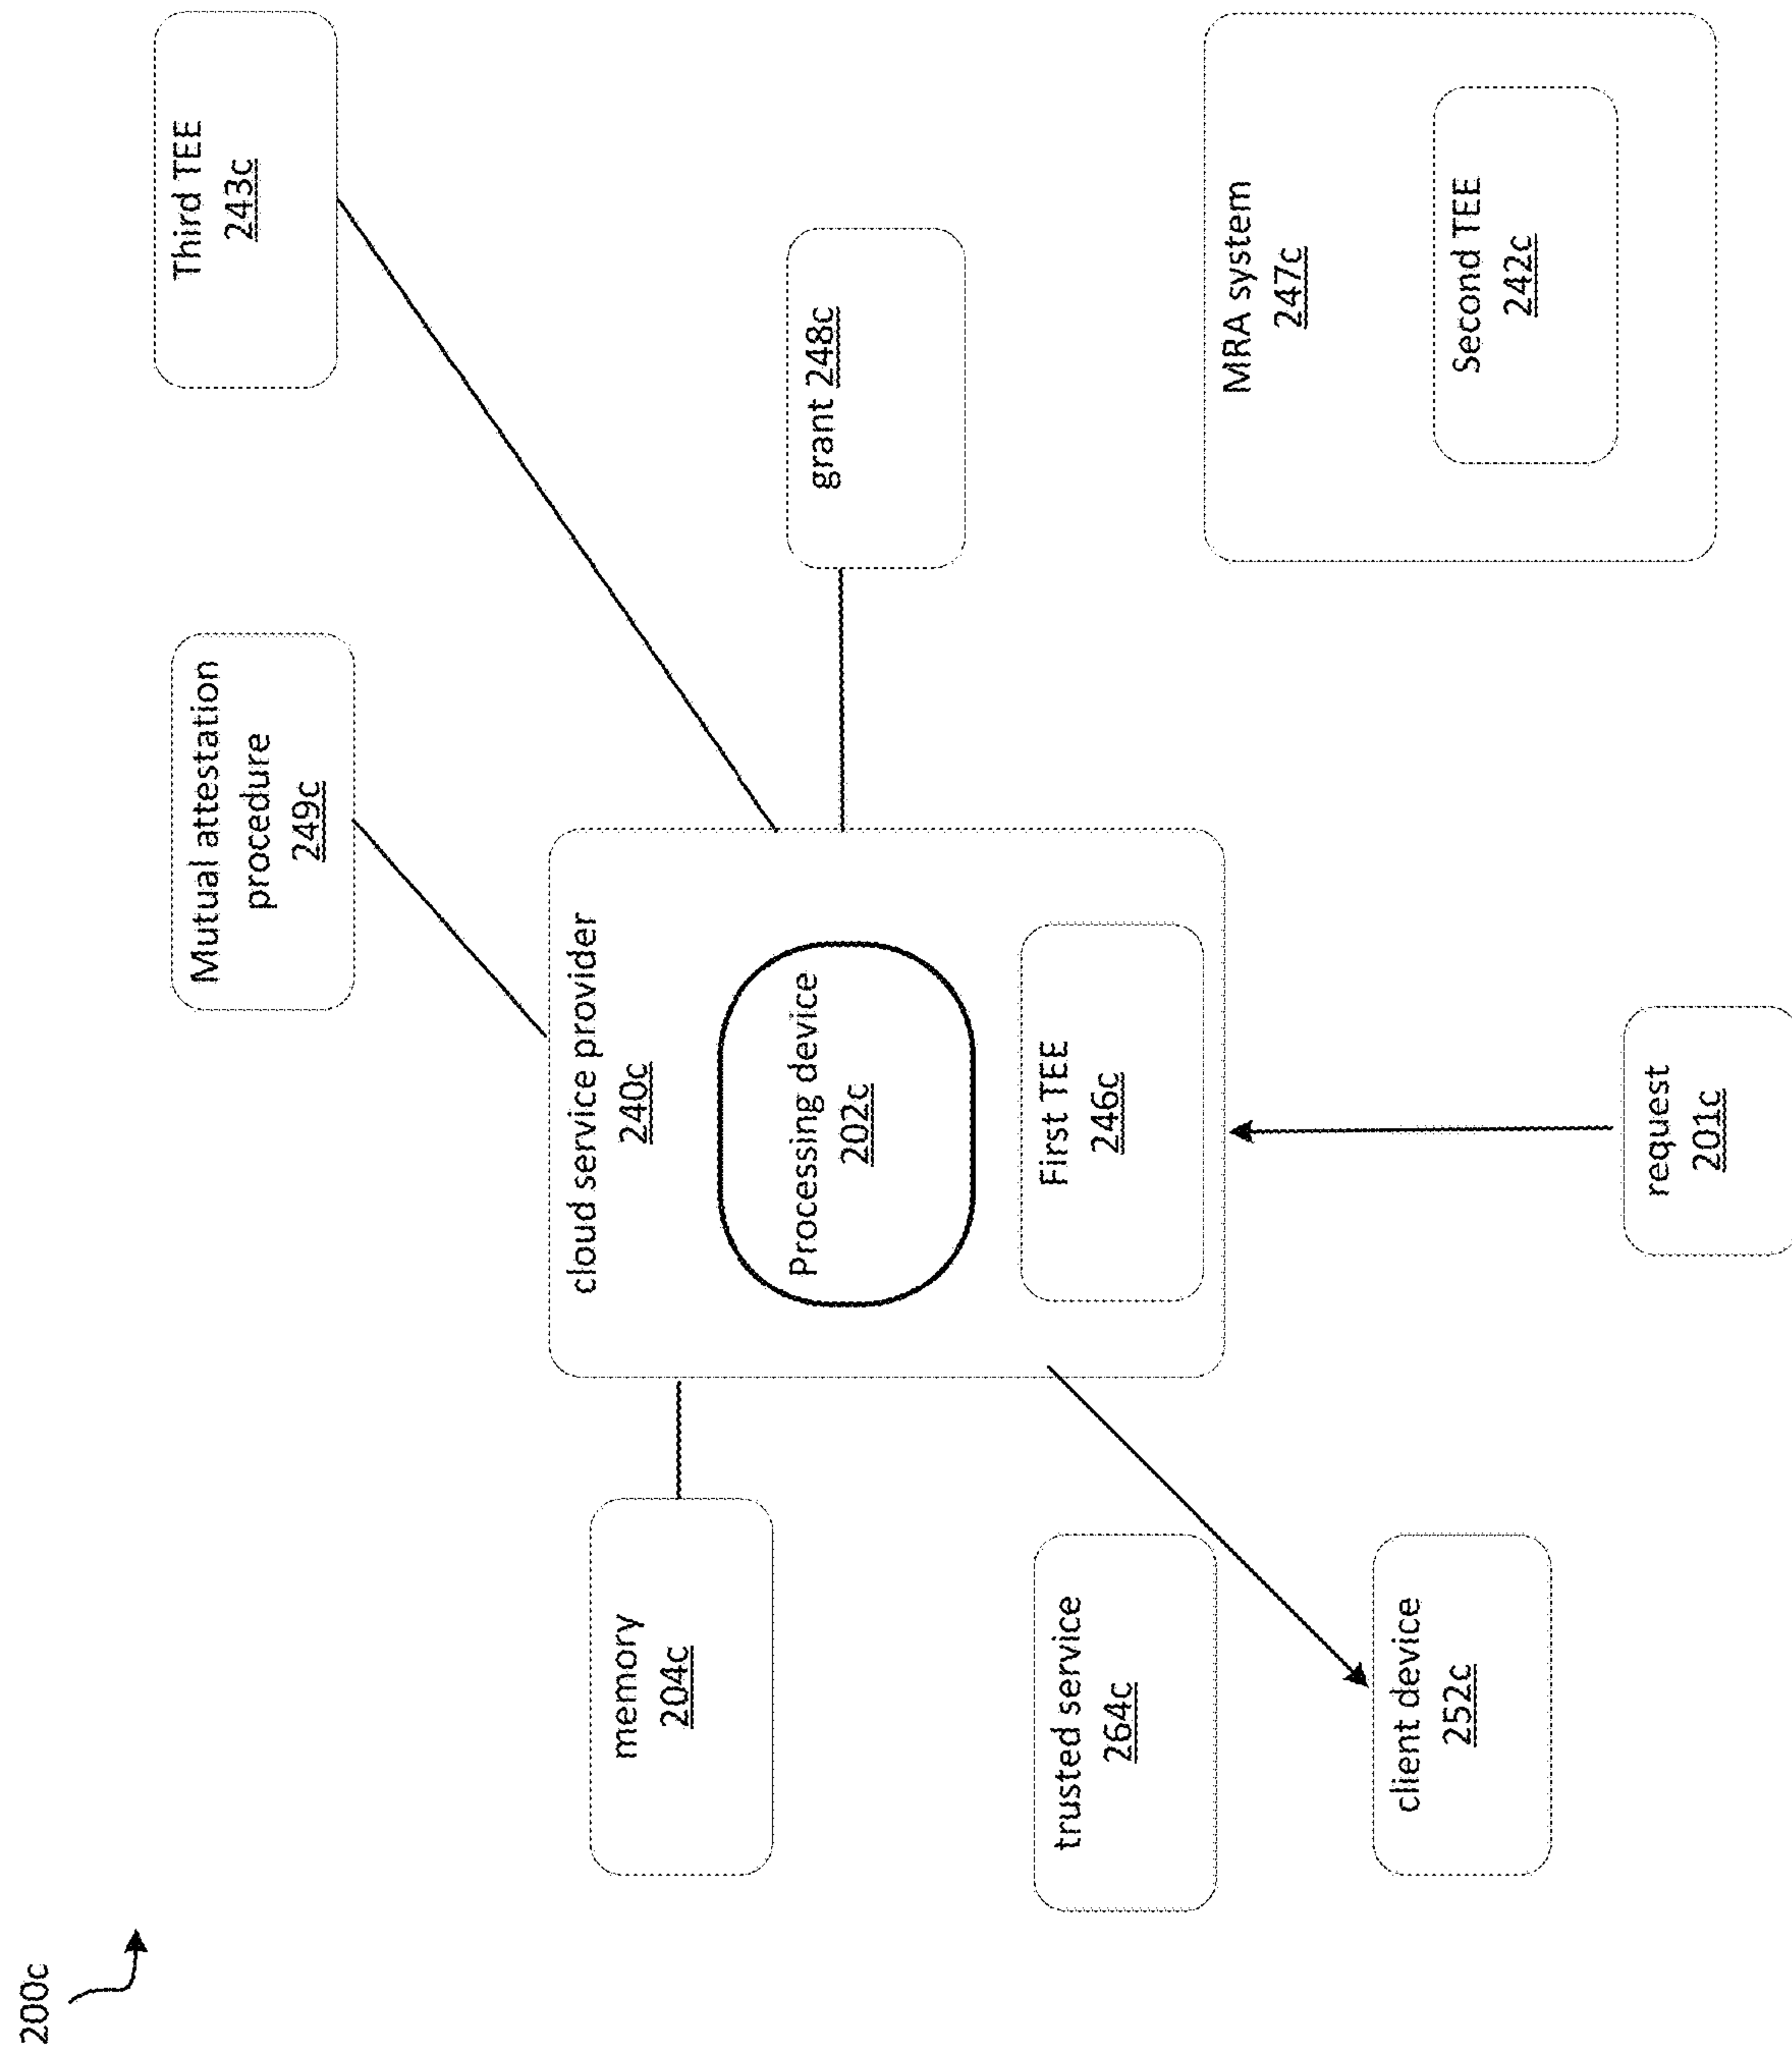 200c
Mutual attestation
procedure
249c
Third TEE
243c
memory
204c
cloud service provider
240c
Processing device
202c
First TEE
246c
grant 248c
trusted service
264c
client device
252c
request
201c
MRA system
247c
Second TEE
242c